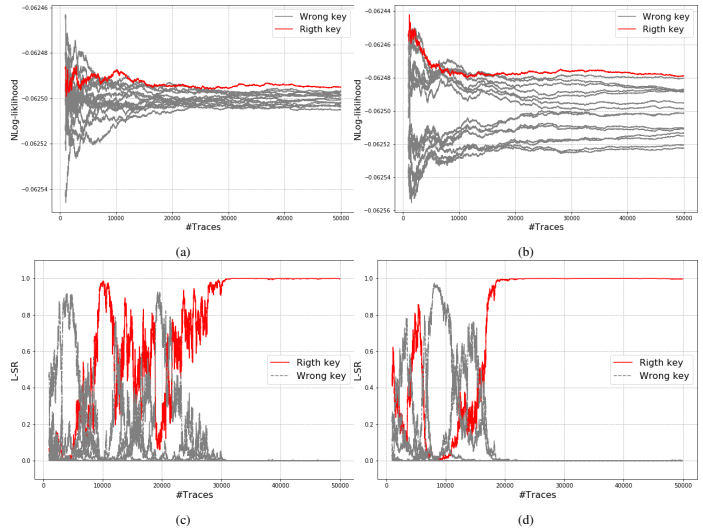 −0.06246
−0.06248
−0.06250
−0.06252
−0.06254
NLog-liklihood
Wrong key
Rigth key
0
10000
20000
30000
40000
50000
#Traces
(a)
−0.06244
−0.06246
−0.06248
−0.06250
−0.06252
−0.06254
−0.06256
NLog-liklihood
Wrong key
Rigth key
0
10000
20000
30000
40000
50000
#Traces
(b)
1.0
0.8
0.6
0.4
0.2
0.0
L-SR
Rigth key
Wrong key
0
10000
20000
30000
40000
50000
#Traces
(c)
1.0
0.8
0.6
0.4
0.2
0.0
L-SR
Rigth key
Wrong key
0
10000
20000
30000
40000
50000
#Traces
(d)